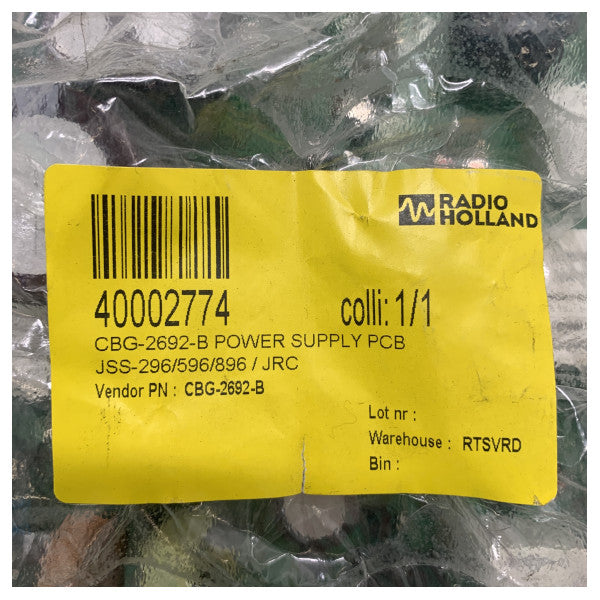 RADIO
HOLLAND
40002774 colli: 1/1
CBG-2692-B POWER SUPPLY PCB
JSS-296/596/896 / JRC
Vendor PN : CBG-2692-B
Lot nr :
Warehouse : RTSVRD
Bin :